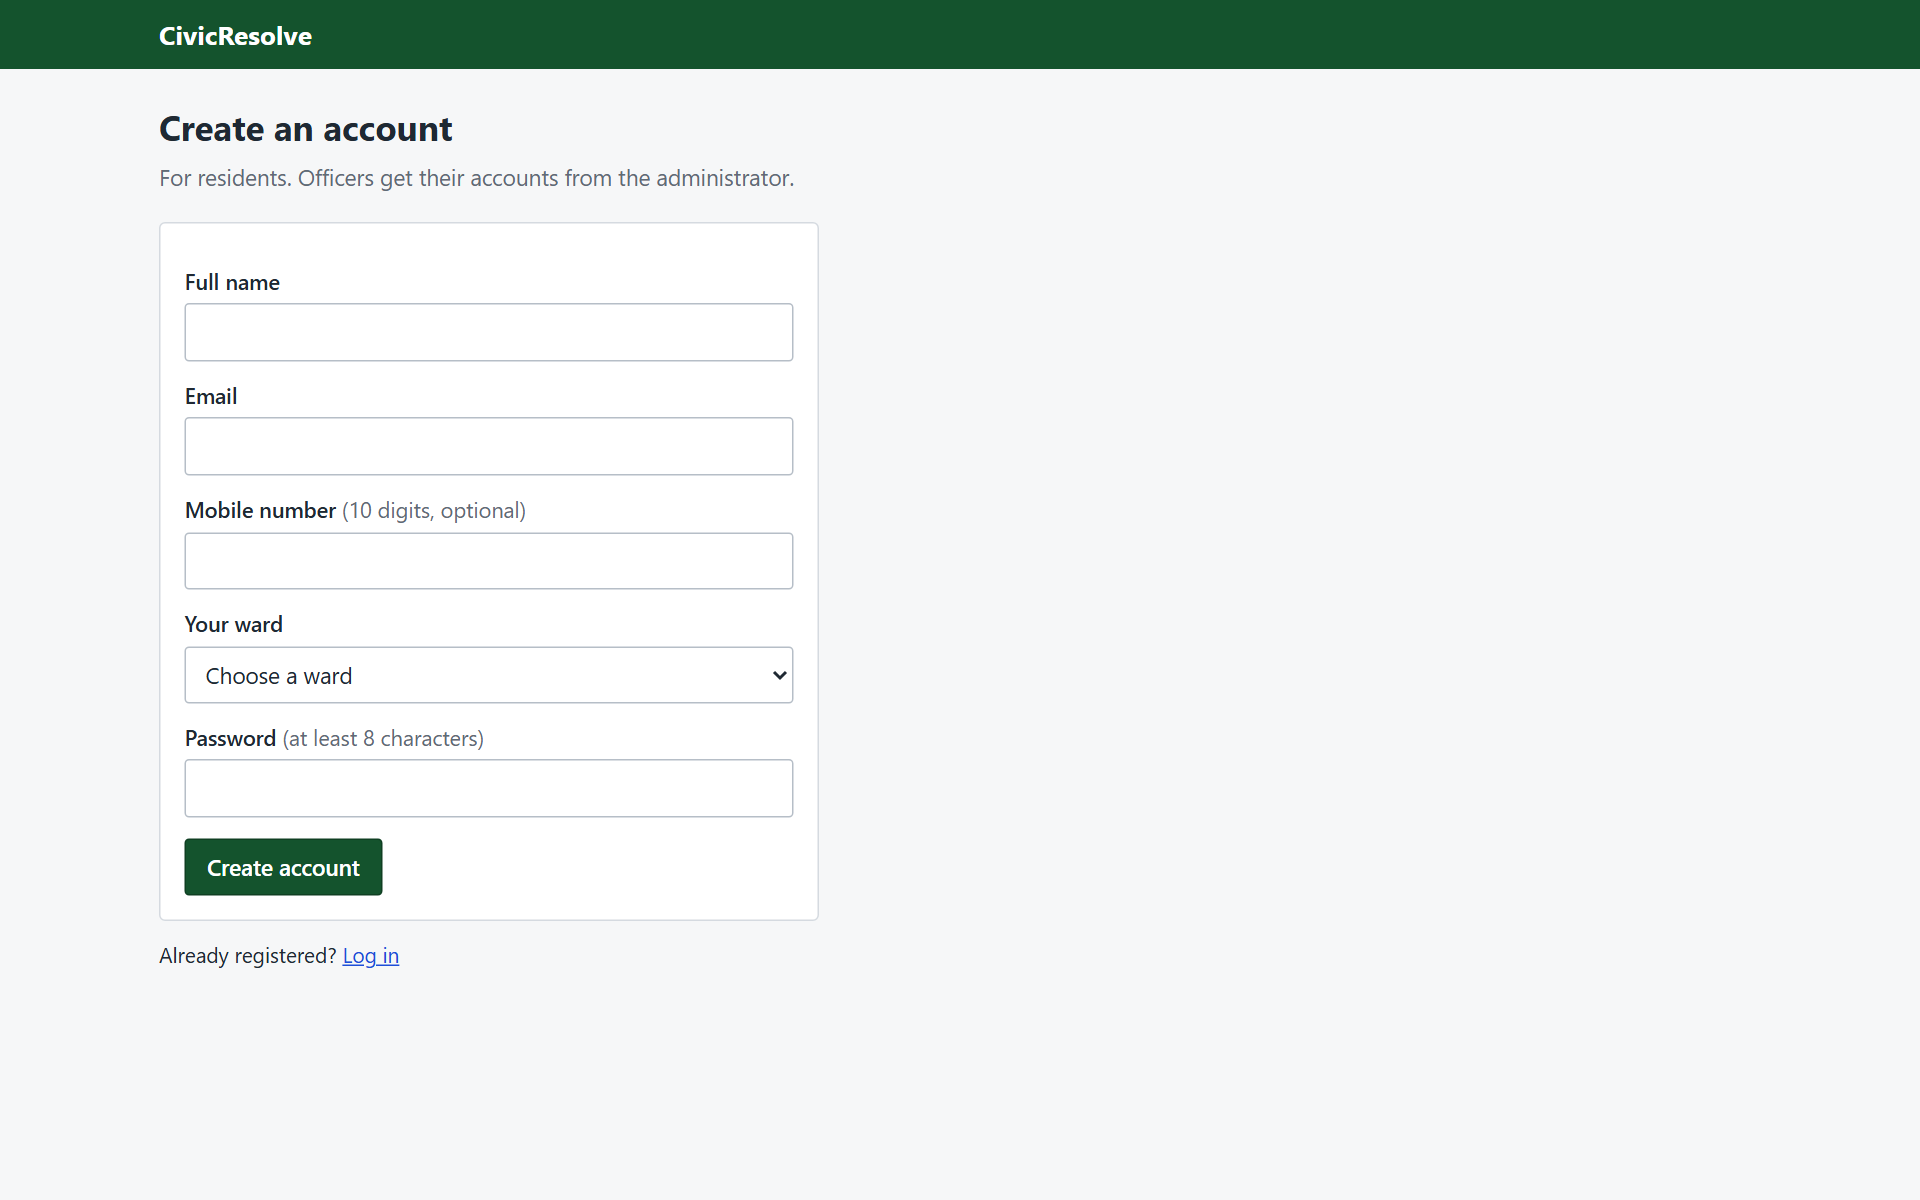 CivicResolve
Create an account
For residents. Officers get their accounts from the administrator.
Full name
Email
Mobile number (10 digits, optional)
Your ward
Choose a ward
Password (at least 8 characters)
Create account
Already registered? Log in